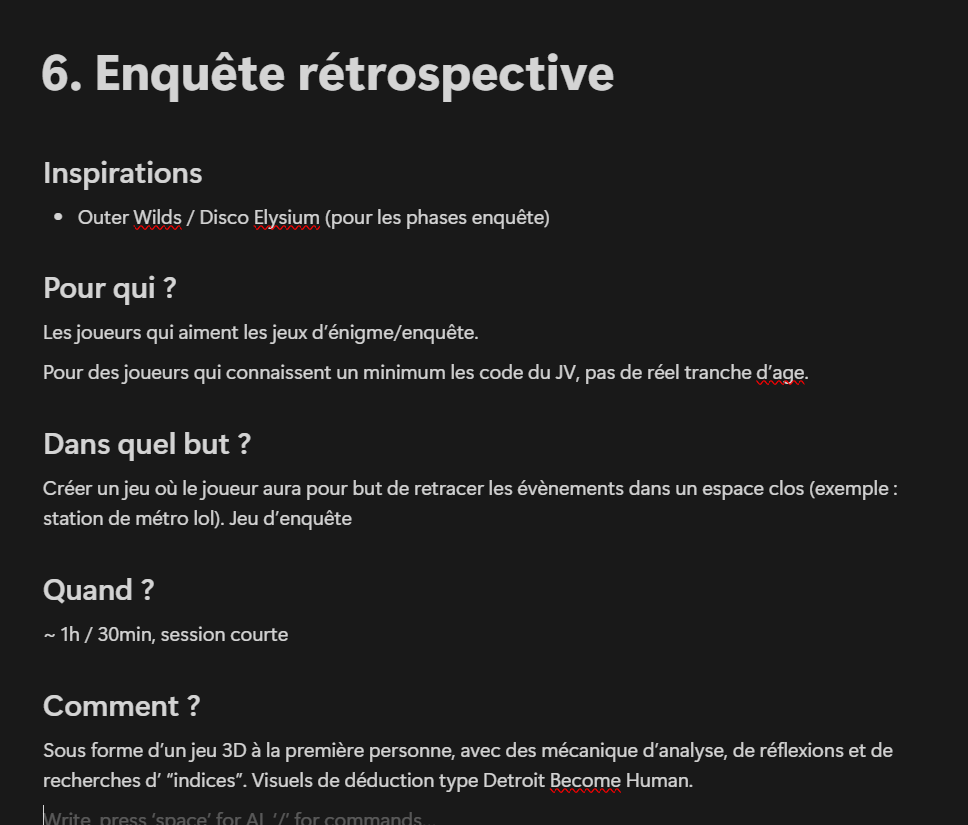 6. Enquête rétrospective
Inspirations
• Outer Wilds / Disco Elysium (pour les phases enquête)
Pour qui ?
Les joueurs qui aiment les jeux d’énigme/enquête.
Pour des joueurs qui connaissent un minimum les code du JV, pas de réel tranche d’age.
Dans quel but ?
Créer un jeu où le joueur aura pour but de retracer les évènements dans un espace clos (exemple :
station de métro lol). Jeu d’enquête
Quand ?
~ 1h / 30min, session courte
Comment ?
Sous forme d’un jeu 3D à la première personne, avec des mécanique d’analyse, de réflexions et de
recherches d’ “indices”. Visuels de déduction type Detroit Become Human.
Write, press ‘space’ for AI, ‘/’ for commands...